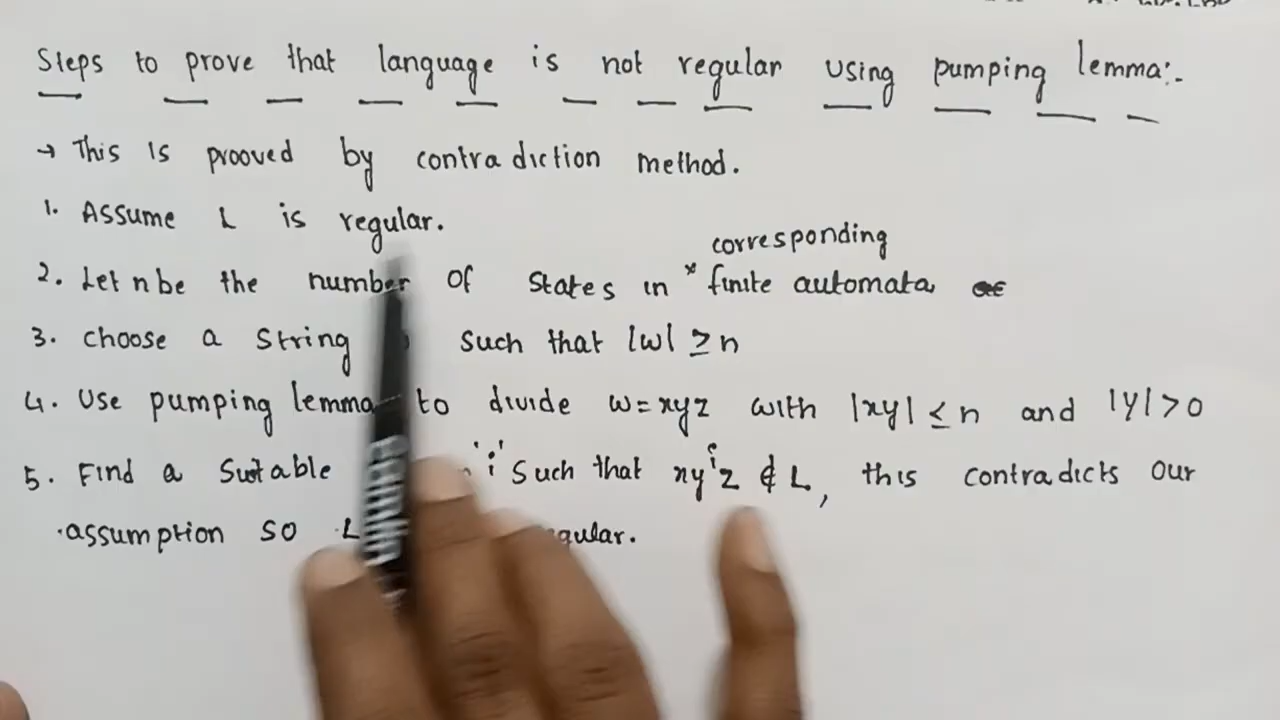 Steps to prove that language is not regular using pumping lemma:-
→ This is prooved by contradiction method.
1. Assume L is regular.
corresponding
2. Let n be the number of states in * finite automata
3. choose a string such that |w| ≥ n
4. Use pumping lemma to divide w = xyz with |xy| ≤ n and |y| > 0
5. Find a Sutable 'i' such that xyⁱz ∉ L, this contradicts our
assumption so L